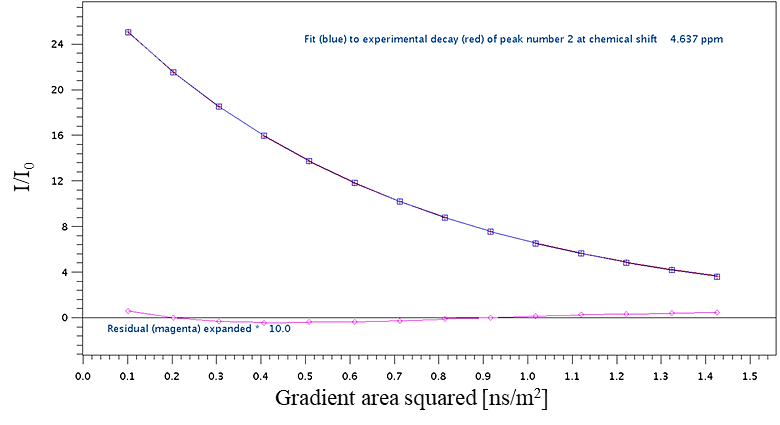 Fit (blue) to experimental decay (red) of peak number 2 at chemical shift 4.637 ppm
24
20
16
12
8
4
0
I/I0
Residual (magenta) expanded * 10.0
0.0 0.1 0.2 0.3 0.4 0.5 0.6 0.7 0.8 0.9 1.0 1.1 1.2 1.3 1.4 1.5
Gradient area squared [ns/m²]